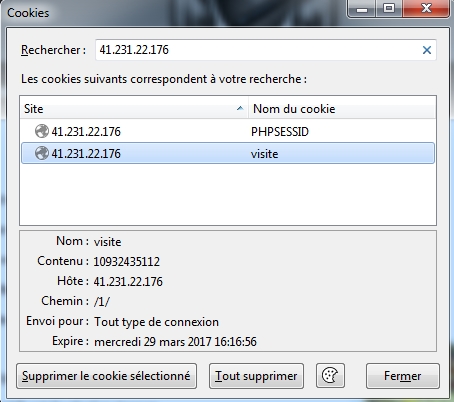 Cookies
Rechercher : 41.231.22.176
Les cookies suivants correspondent à votre recherche :
Site Nom du cookie
41.231.22.176 PHPSESSID
41.231.22.176 visite
Nom : visite
Contenu : 10932435112
Hôte : 41.231.22.176
Chemin : /1/
Envoi pour : Tout type de connexion
Expire : mercredi 29 mars 2017 16:16:56
Supprimer le cookie sélectionné Tout supprimer Fermer